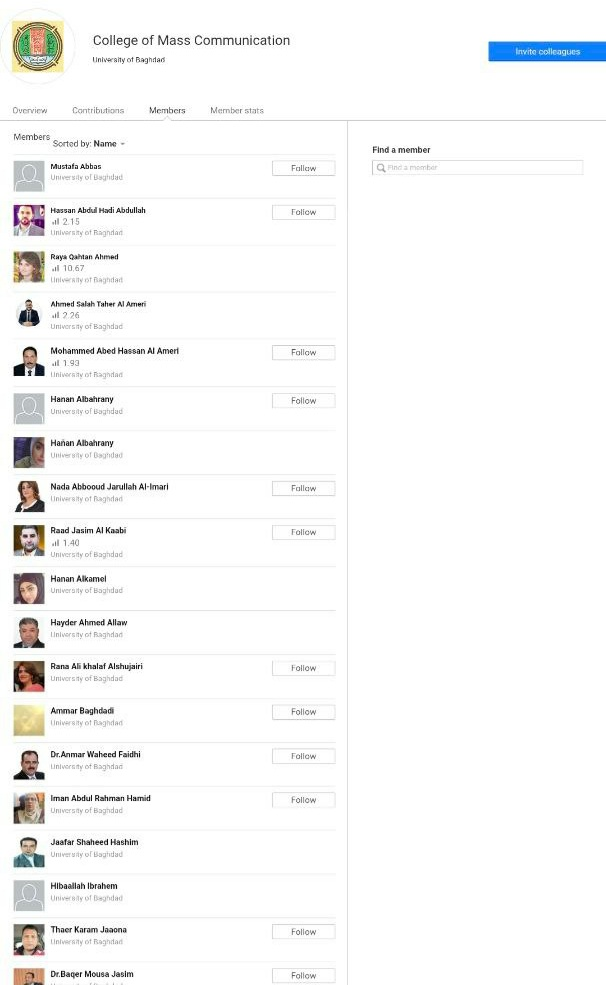 College of Mass Communication
University of Baghdad
Invite colleagues
Overview Contributions Members Member stats
Members Sorted by: Name
Find a member
Find a member
Mustafa Abbas
University of Baghdad
Follow
Hassan Abdul Hadi Abdullah
2.15
University of Baghdad
Follow
Raya Qahtan Ahmed
10.67
University of Baghdad
Ahmed Salah Taher Al Ameri
2.26
University of Baghdad
Mohammed Abed Hassan Al Ameri
1.93
University of Baghdad
Follow
Hanan Albahrany
University of Baghdad
Follow
Hanan Albahrany
University of Baghdad
Nada Abbooud Jarullah Al-Imari
University of Baghdad
Follow
Raad Jasim Al Kaabi
1.40
University of Baghdad
Follow
Hanan Alkamel
University of Baghdad
Hayder Ahmed Allaw
University of Baghdad
Rana Ali khalaf Alshujairi
University of Baghdad
Follow
Ammar Baghdadi
University of Baghdad
Follow
Dr.Anmar Waheed Faidhi
University of Baghdad
Follow
Iman Abdul Rahman Hamid
University of Baghdad
Follow
Jaafar Shaheed Hashim
University of Baghdad
Hibaallah Ibrahem
University of Baghdad
Thaer Karam Jaaona
University of Baghdad
Follow
Dr.Baqer Mousa Jasim
Follow